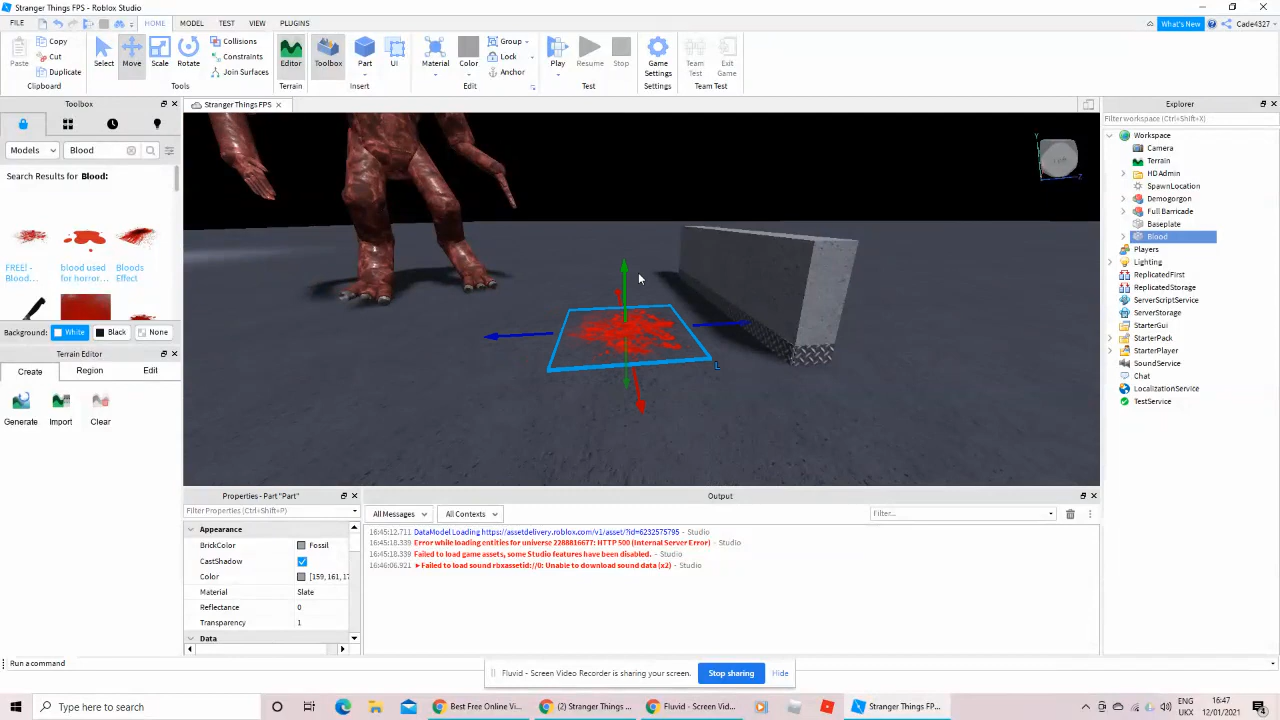 Stranger Things FPS - Roblox Studio
FILE HOME MODEL TEST VIEW PLUGINS What's New Cade4327
Paste Copy Cut Duplicate Select Move Scale Rotate Collisions Constraints Join Surfaces Editor Toolbox Part UI Material Color Group Lock Anchor Play Resume Stop Game Settings Team Test Exit Game
Clipboard Tools Terrain Insert Edit Test Settings Team Test
Toolbox
Models Blood
Search Results for Blood:
FREE! - Blood...
blood used for horror...
Bloods Effect
Background: White Black None
Terrain Editor
Create Region Edit
Generate Import Clear
Stranger Things FPS
Y
Left
Z
L
Explorer
Filter workspace (Ctrl+Shift+X)
Workspace
Camera
Terrain
HDAdmin
SpawnLocation
Demogorgon
Full Barricade
Baseplate
Blood
Players
Lighting
ReplicatedFirst
ReplicatedStorage
ServerScriptService
ServerStorage
StarterGui
StarterPack
StarterPlayer
SoundService
Chat
LocalizationService
TestService
Properties - Part "Part"
Filter Properties (Ctrl+Shift+P)
Appearance
BrickColor Fossil
CastShadow
Color [159,161,17
Material Slate
Reflectance 0
Transparency 1
Data
Output
All Messages All Contexts Filter...
16:45:12.711 DataModel Loading https://assetdelivery.roblox.com/v1/asset/?id=6232575795 - Studio
16:45:18.339 Error while loading entities for universe 2288816677: HTTP 500 (Internal Server Error) - Studio
16:45:18.339 Failed to load game assets, some Studio features have been disabled. - Studio
16:46:06.921 Failed to load sound rbxassetid://0: Unable to download sound data (x2) - Studio
Run a command
Fluvid - Screen Video Recorder is sharing your screen. Stop sharing Hide
Type here to search
Best Free Online Vi...
(2) Stranger Things ...
Fluvid - Screen Vid...
Stranger Things FP...
ENG
UKX
16:47
12/01/2021
4